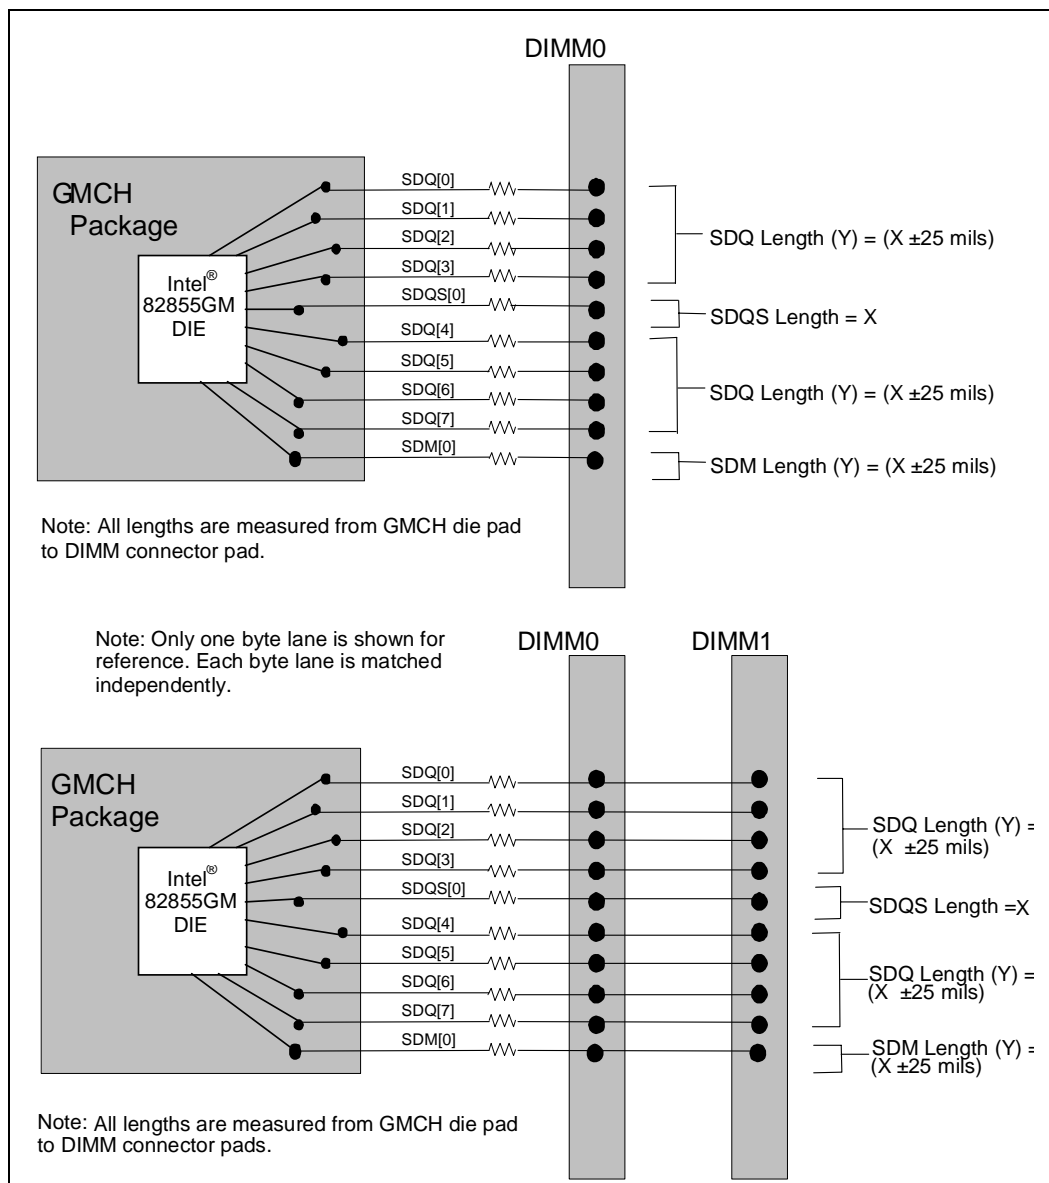 DIMM0
GMCH
Package
Intel®
82855GM
DIE
SDQ[0]
SDQ[1]
SDQ[2]
SDQ[3]
SDQS[0]
SDQ[4]
SDQ[5]
SDQ[6]
SDQ[7]
SDM[0]
SDQ Length (Y) = (X ±25 mils)
SDQS Length = X
SDQ Length (Y) = (X ±25 mils)
SDM Length (Y) = (X ±25 mils)
Note: All lengths are measured from GMCH die pad
to DIMM connector pad.
Note: Only one byte lane is shown for
reference. Each byte lane is matched
independently.
DIMM0
DIMM1
GMCH
Package
Intel®
82855GM
DIE
SDQ[0]
SDQ[1]
SDQ[2]
SDQ[3]
SDQS[0]
SDQ[4]
SDQ[5]
SDQ[6]
SDQ[7]
SDM[0]
SDQ Length (Y) =
(X ±25 mils)
SDQS Length =X
SDQ Length (Y) =
(X ±25 mils)
SDM Length (Y) =
(X ±25 mils)
Note: All lengths are measured from GMCH die pad
to DIMM connector pads.